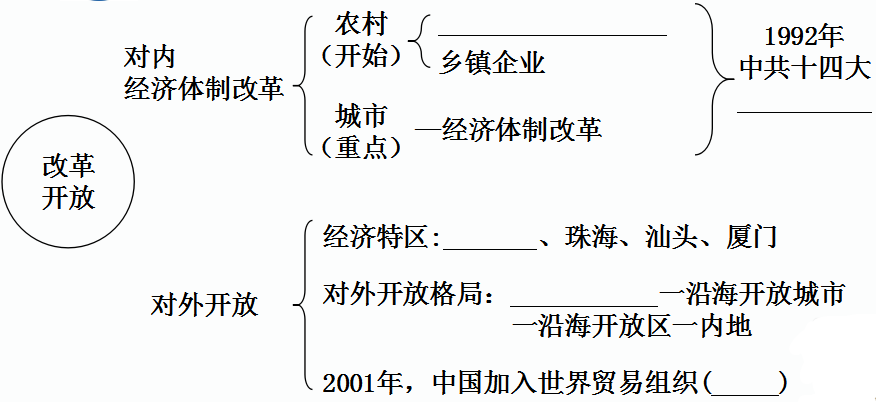 改革
开放
对内
经济体制改革
农村
（开始）
____________
乡镇企业
城市
（重点）
—经济体制改革
1992年
中共十四大
____________
对外开放
经济特区:_______、珠海、汕头、厦门
对外开放格局：___________一沿海开放城市
一沿海开放区一内地
2001年，中国加入世界贸易组织(_____)